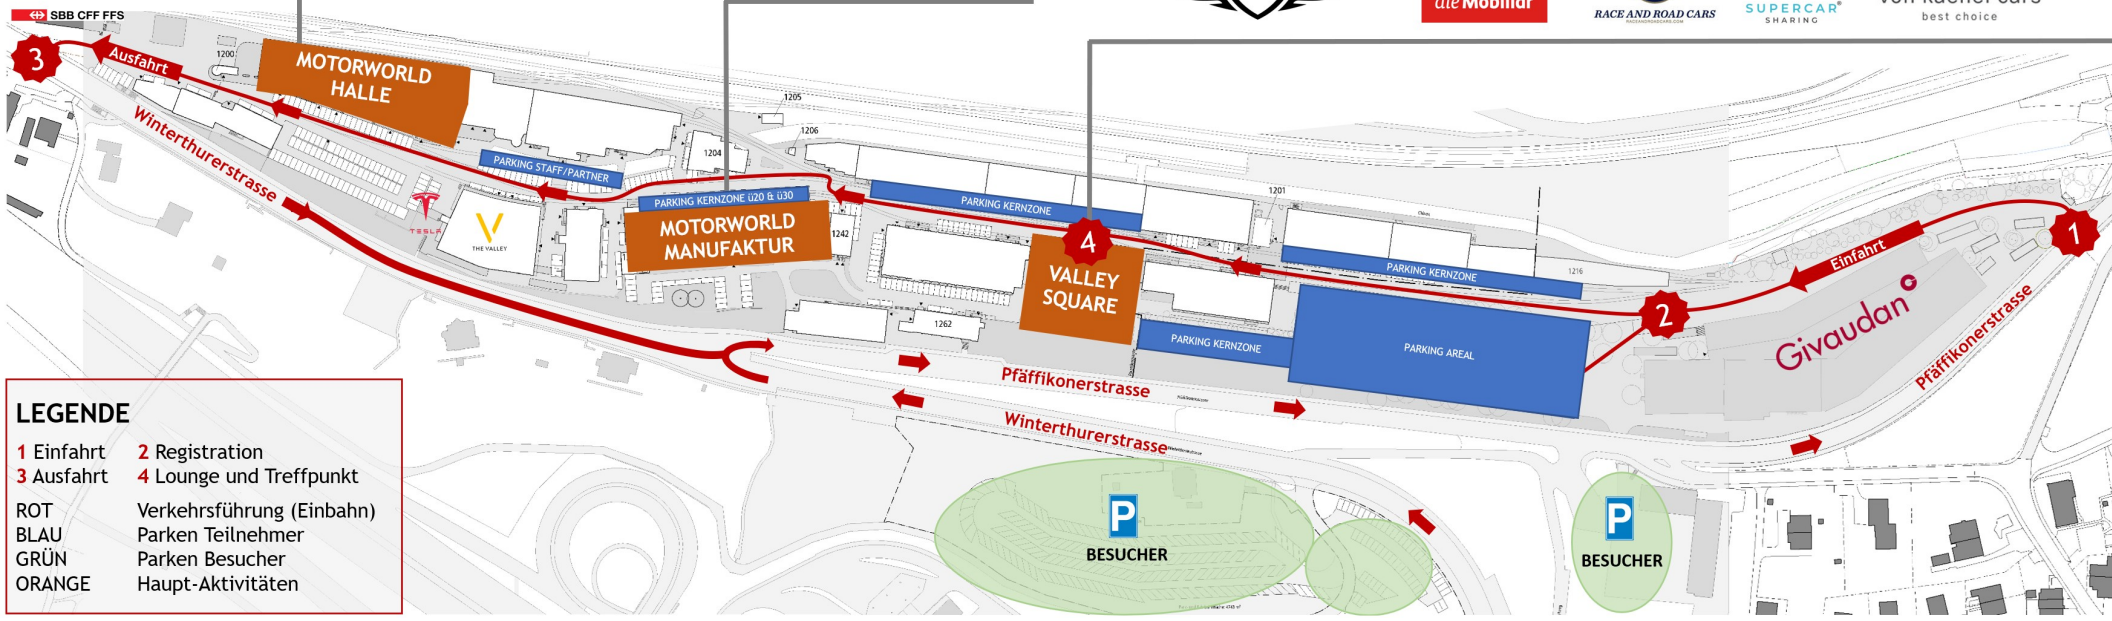 SBB CFF FFS
die Mobiliar
RACE AND ROAD CARS
SUPERCAR
SHARING
best choice
3
Ausfahrt
1200
MOTORWORLD
HALLE
Winterthurerstrasse
1205
1206
1204
PARKING STAFF/PARTNER
TESLA
THE VALLEY
PARKING KERNZONE ü20 & ü30
MOTORWORLD
MANUFAKTUR
1242
PARKING KERNZONE
1201
4
VALLEY
SQUARE
PARKING KERNZONE
1216
Einfahrt
1
2
Givaudan
Pfäffikonerstrasse
1262
PARKING KERNZONE
PARKING AREAL
Pfäffikonerstrasse
Winterthurerstrasse
P
BESUCHER
P
BESUCHER
LEGENDE
1 Einfahrt 2 Registration
3 Ausfahrt 4 Lounge und Treffpunkt
ROT Verkehrsführung (Einbahn)
BLAU Parken Teilnehmer
GRÜN Parken Besucher
ORANGE Haupt-Aktivitäten